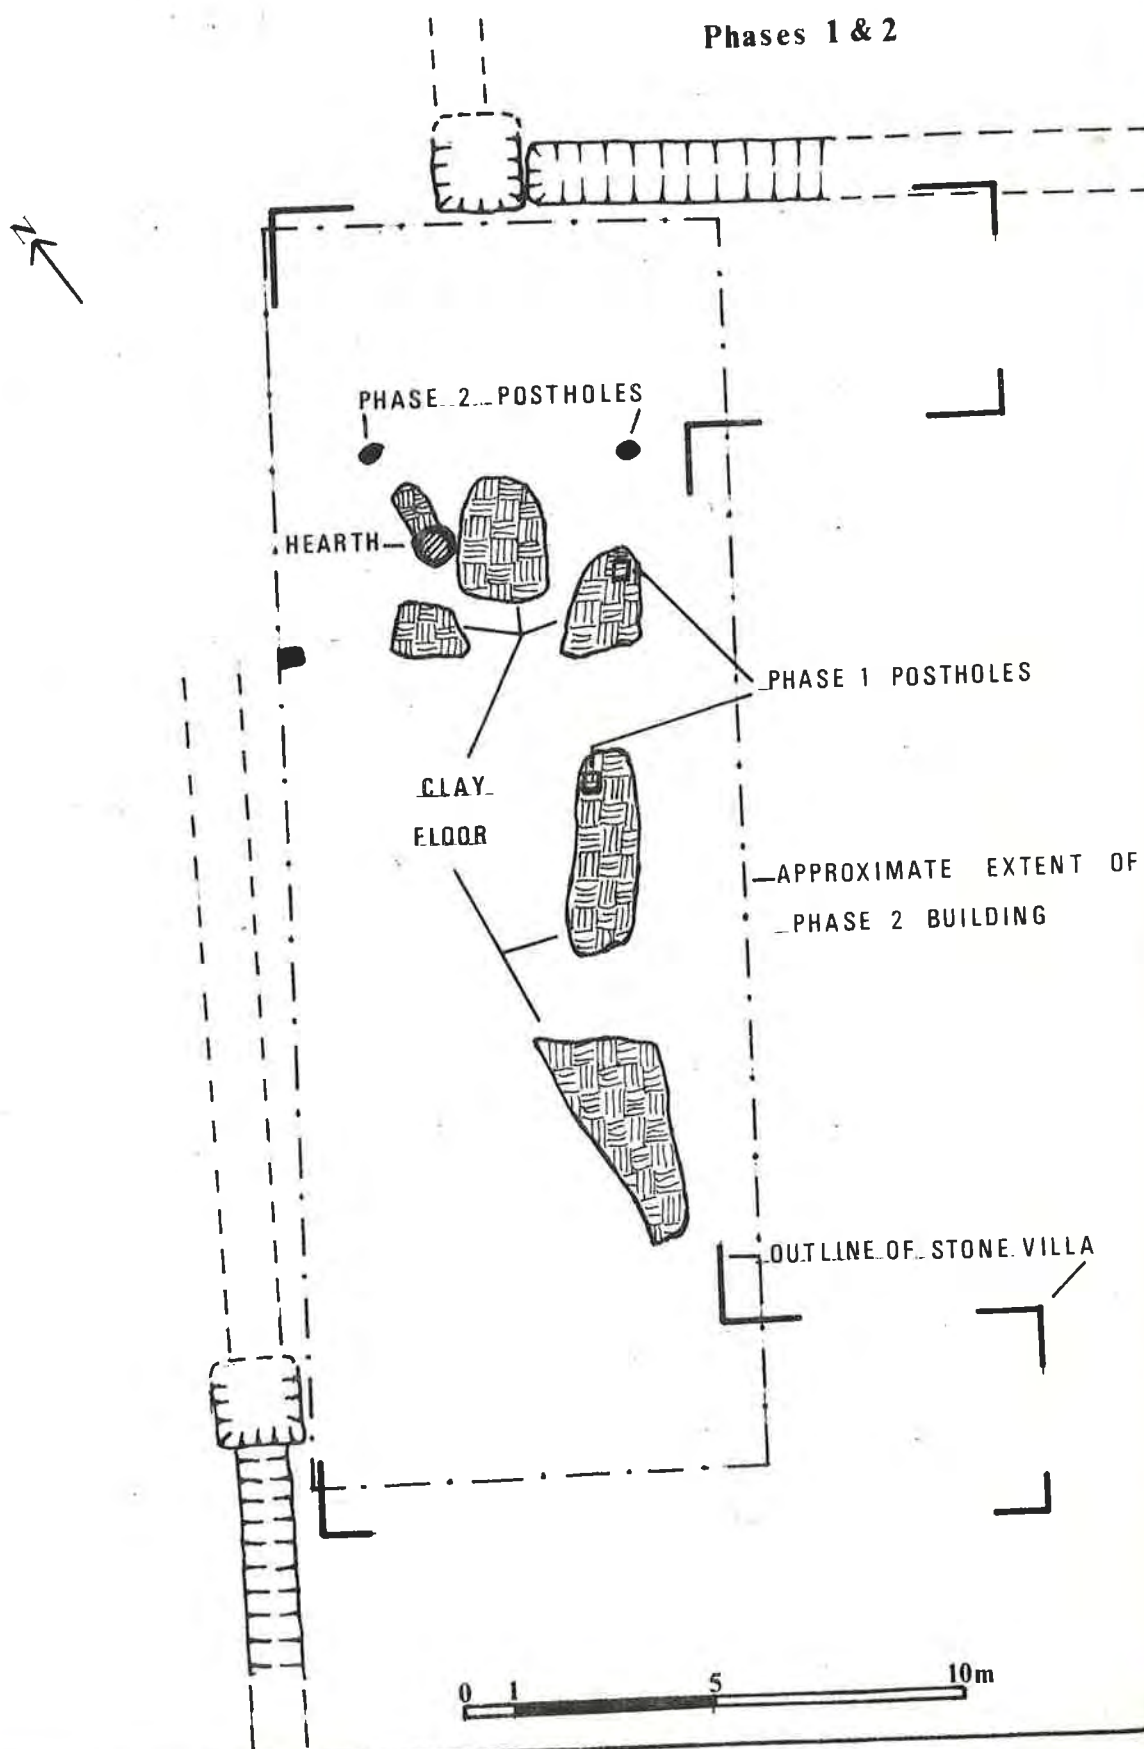 Phases 1 & 2
N
PHASE 2 POSTHOLES
HEARTH
PHASE 1 POSTHOLES
CLAY
FLOOR
APPROXIMATE EXTENT OF
PHASE 2 BUILDING
OUTLINE OF STONE VILLA
0 1 5 10m